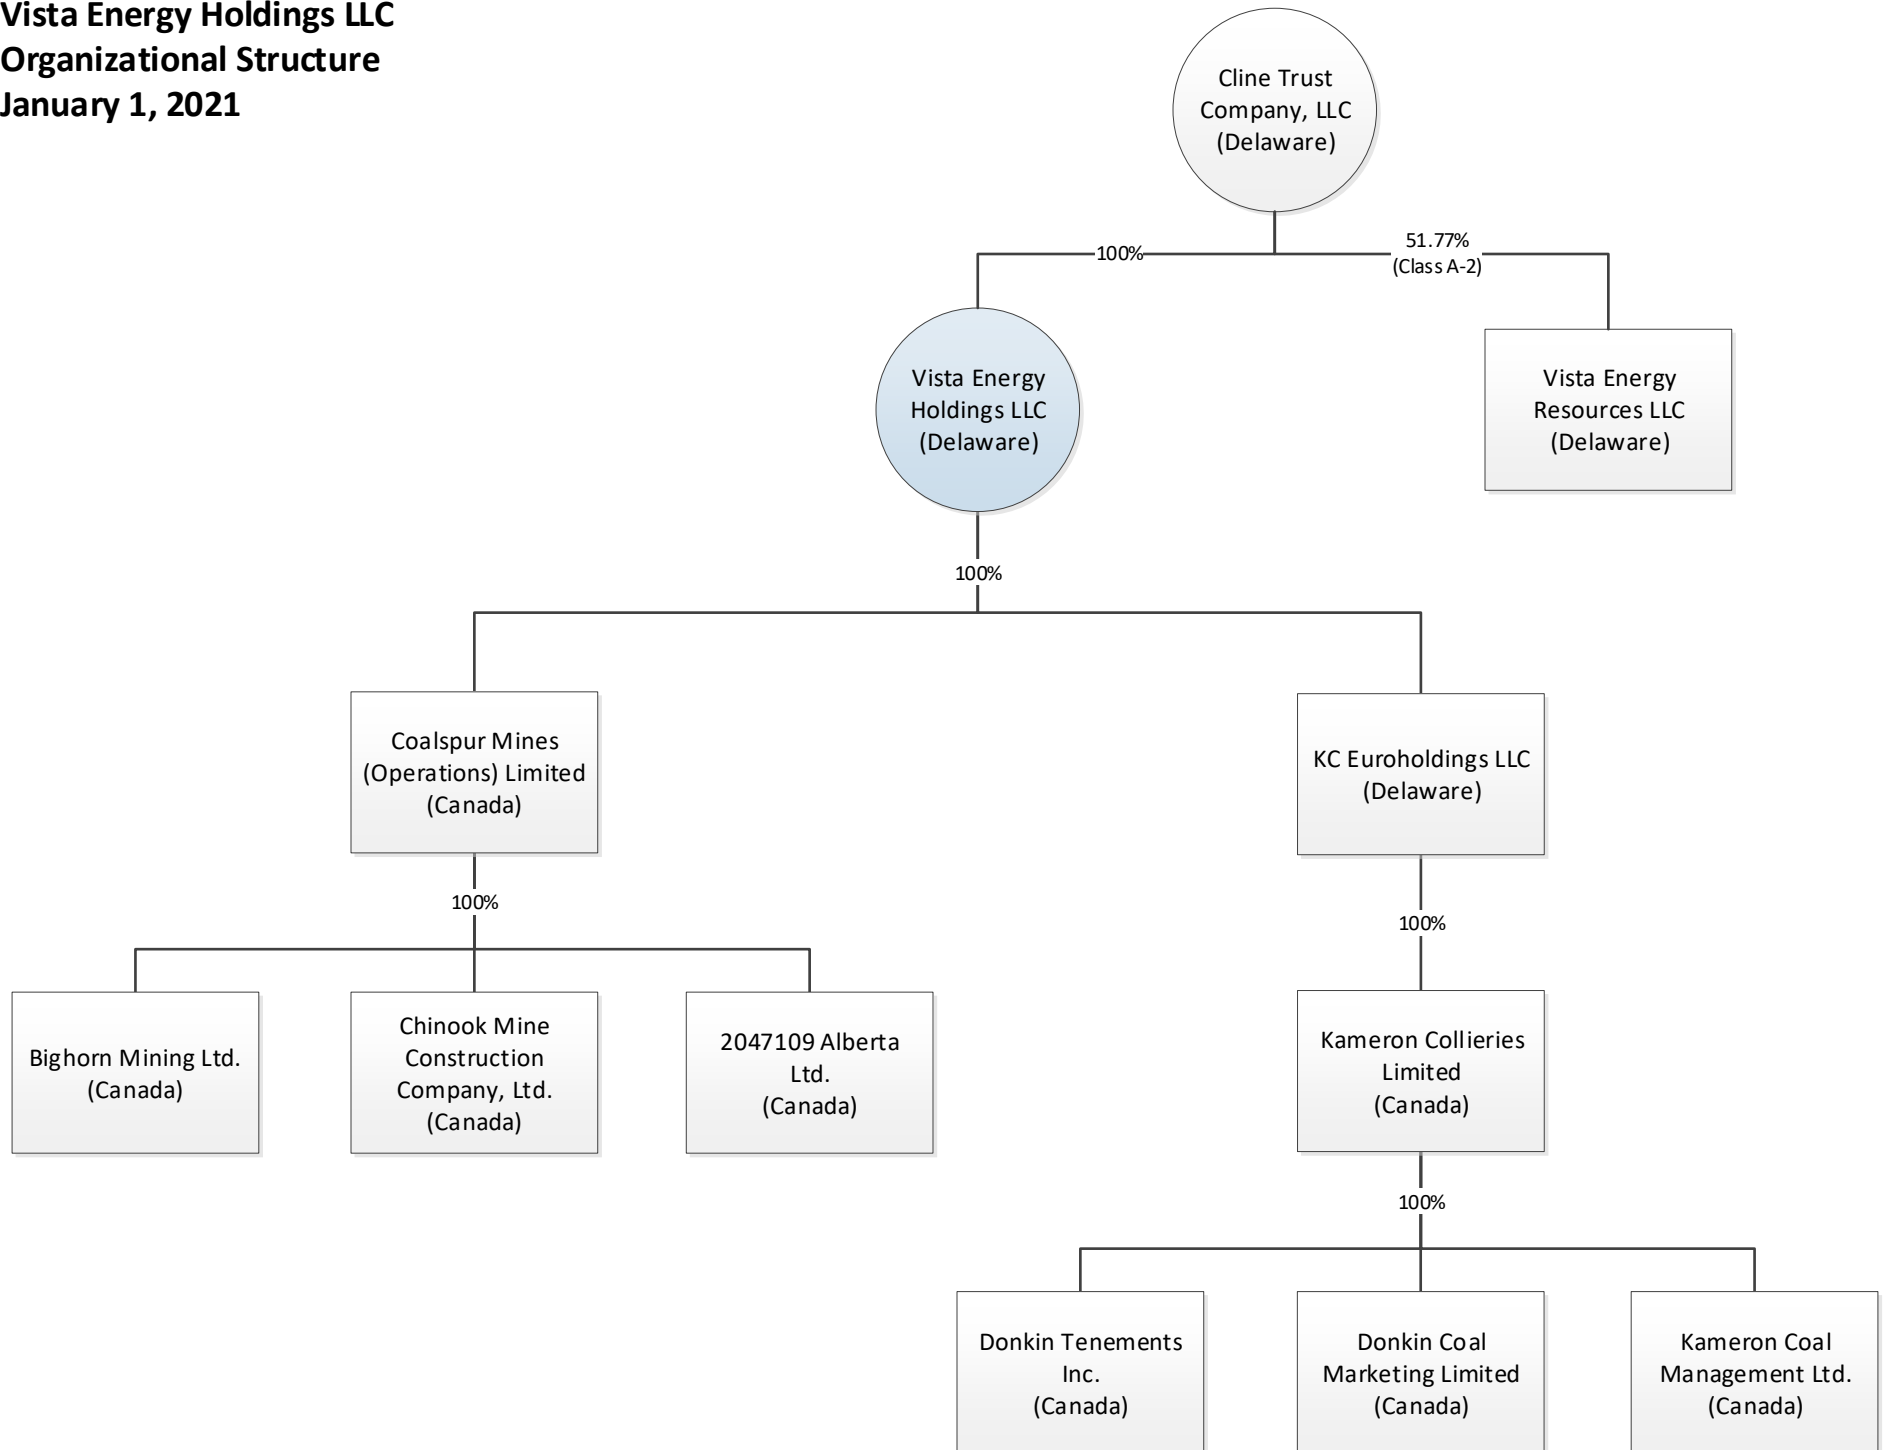 Vista Energy Holdings LLC
Organizational Structure
January 1, 2021
Cline Trust
Company, LLC
(Delaware)
100%
51.77%
(Class A-2)
Vista Energy
Holdings LLC
(Delaware)
Vista Energy
Resources LLC
(Delaware)
100%
Coalspur Mines
(Operations) Limited
(Canada)
KC Euroholdings LLC
(Delaware)
100%
100%
Bighorn Mining Ltd.
(Canada)
Chinook Mine
Construction
Company, Ltd.
(Canada)
2047109 Alberta
Ltd.
(Canada)
Kameron Collieries
Limited
(Canada)
100%
Donkin Tenements
Inc.
(Canada)
Donkin Coal
Marketing Limited
(Canada)
Kameron Coal
Management Ltd.
(Canada)